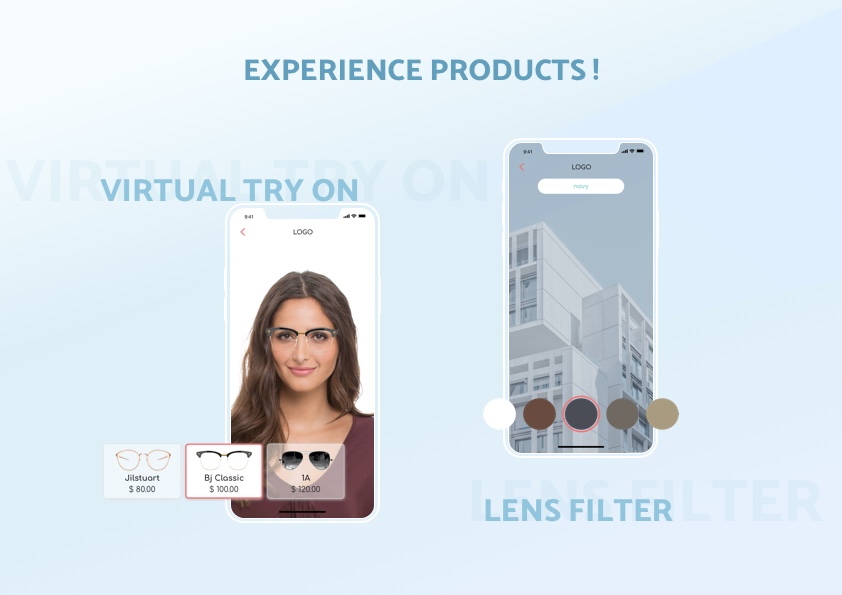 EXPERIENCE PRODUCTS !
VIRTUAL TRY ON
VIRTUAL TRY ON
9:41
LOGO
Jilstuart
$ 80.00
Bj Classic
$ 100.00
1A
$ 120.00
9:41
LOGO
navy
LENS FILTER
LENS FILTER